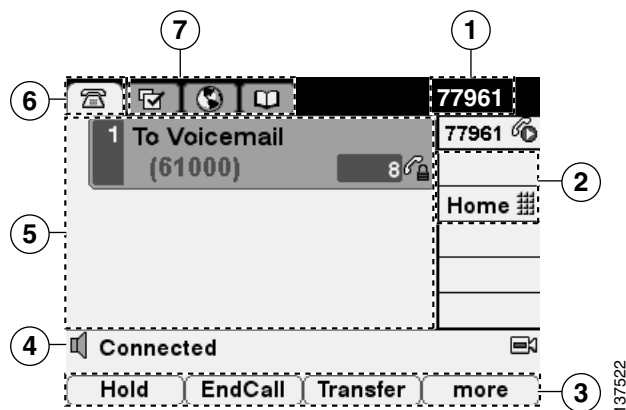 7
1
6
77961
1 To Voicemail
77961
(61000)
8
2
Home
5
4
Connected
Hold
EndCall
Transfer
more
3
137522